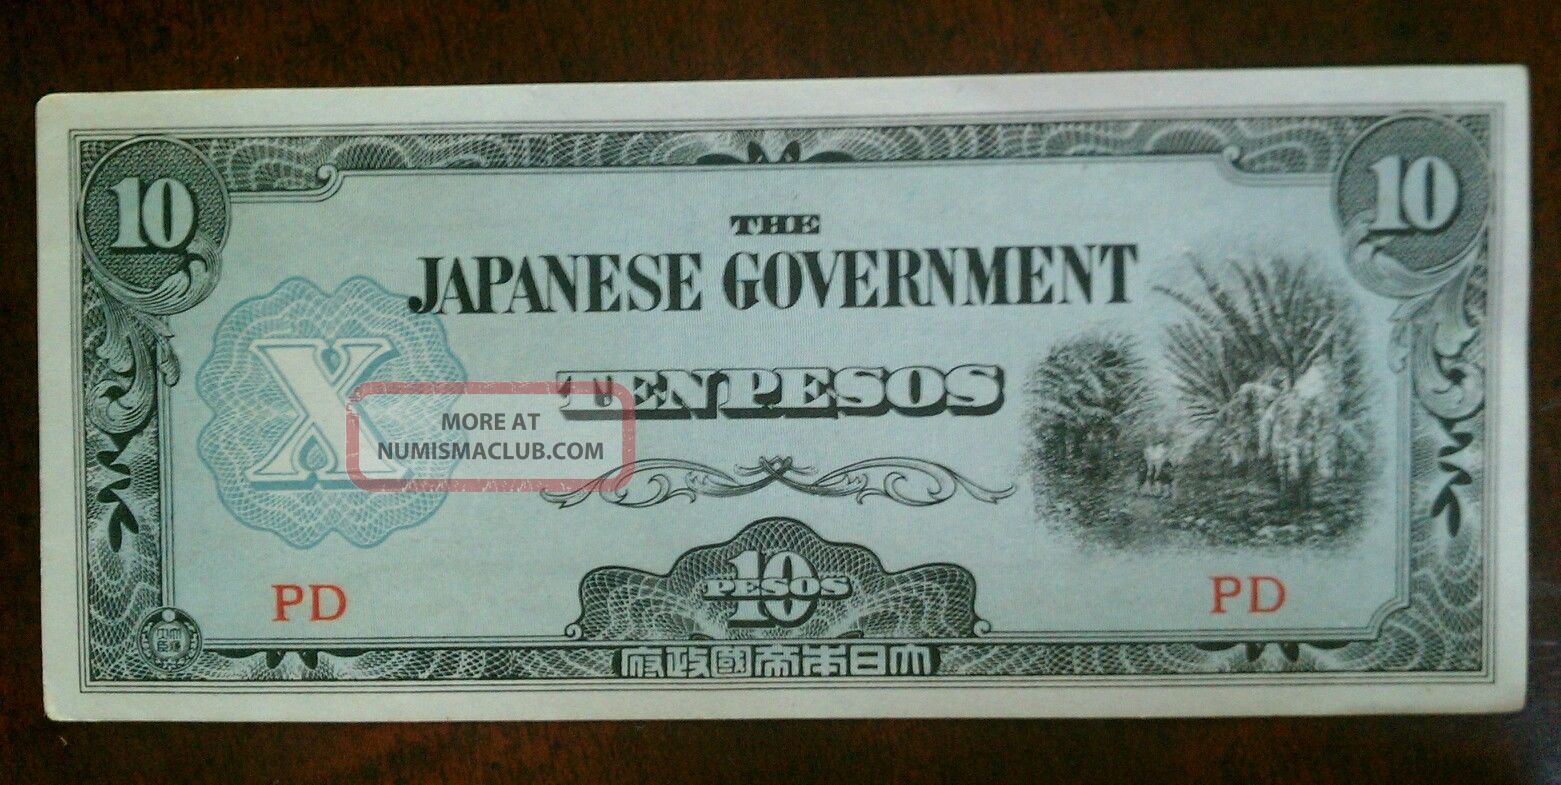 10 10
THE
JAPANESE GOVERNMENT
TEN PESOS
X
MORE AT
NUMISMACLUB.COM
PD PD
10
PESOS
府政國帝本日大